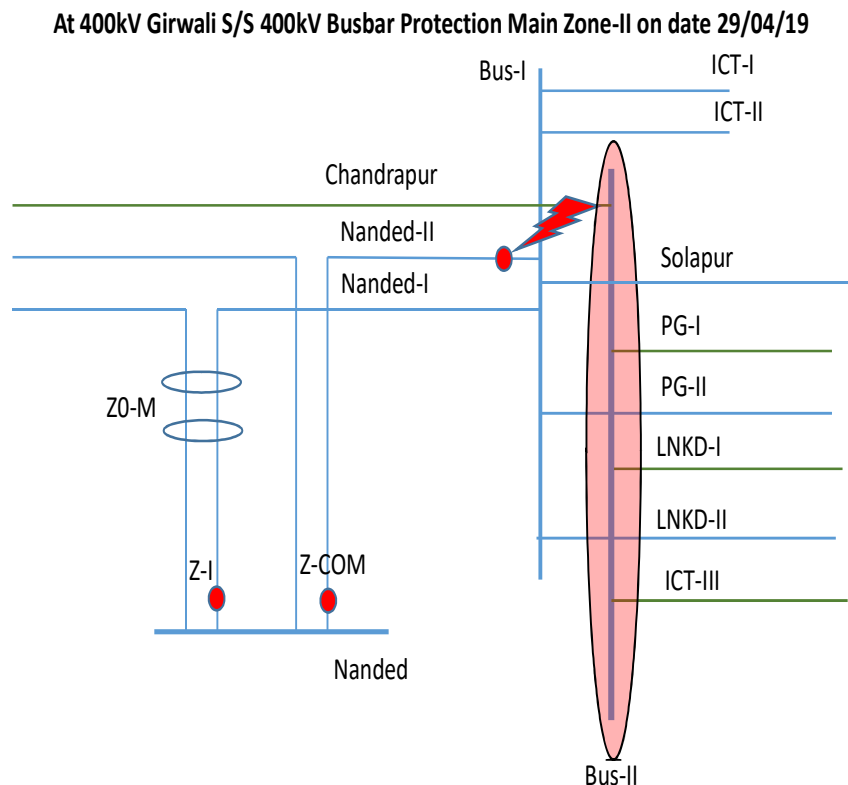 At 400kV Girwali S/S 400kV Busbar Protection Main Zone-II on date 29/04/19
Bus-I
ICT-I
ICT-II
Chandrapur
Nanded-II
Nanded-I
Solapur
PG-I
PG-II
LNKD-I
LNKD-II
ICT-III
Z0-M
Z-I
Z-COM
Nanded
Bus-II